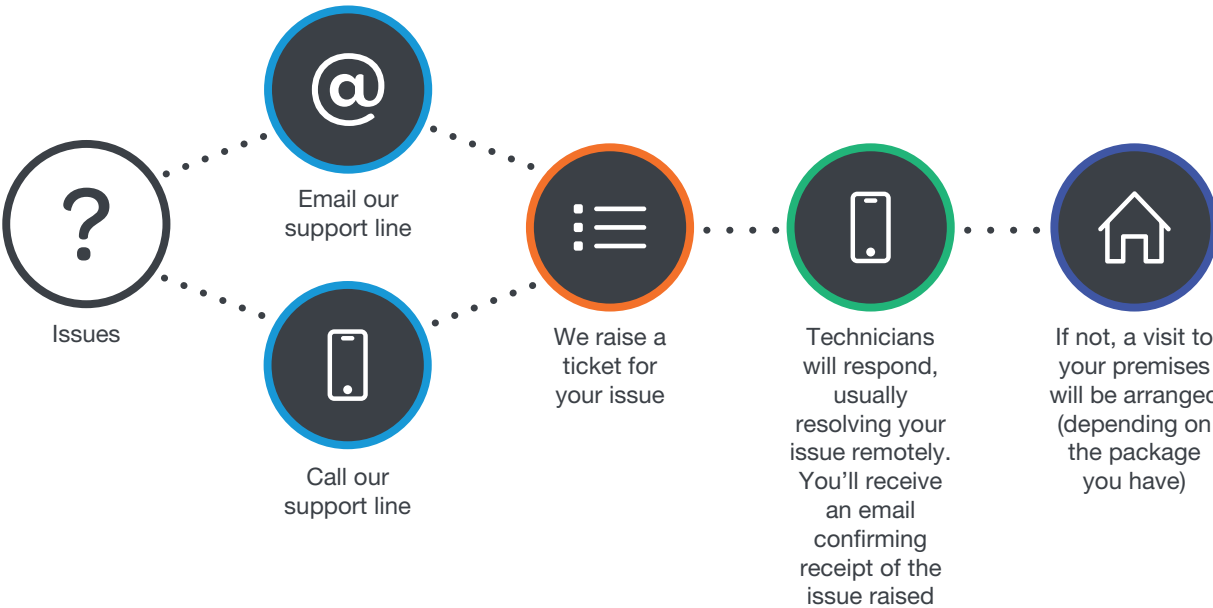 ?
@
Email our
support line
Issues
Call our
support line
We raise a
ticket for
your issue
Technicians
will respond,
usually
resolving your
issue remotely.
You’ll receive
an email
confirming
receipt of the
issue raised
If not, a visit to
your premises
will be arranged
(depending on
the package
you have)